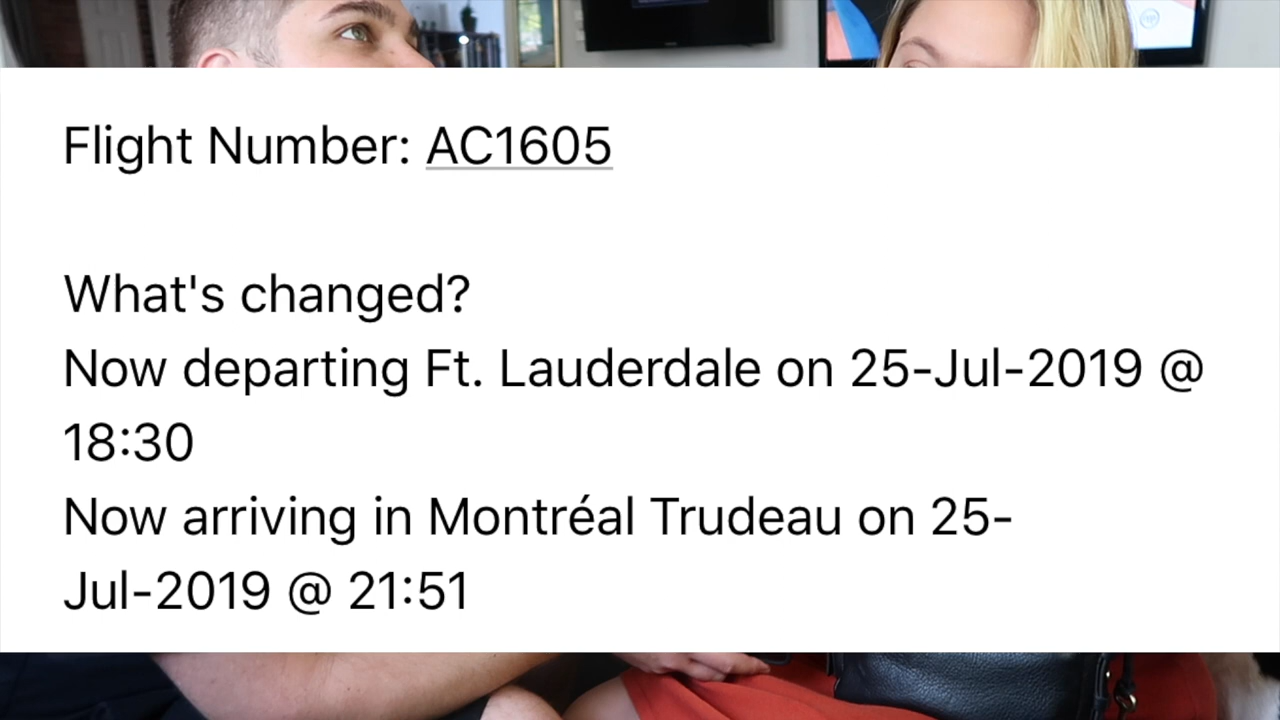 Flight Number: AC1605
What's changed?
Now departing Ft. Lauderdale on 25-Jul-2019 @
18:30
Now arriving in Montréal Trudeau on 25-
Jul-2019 @ 21:51